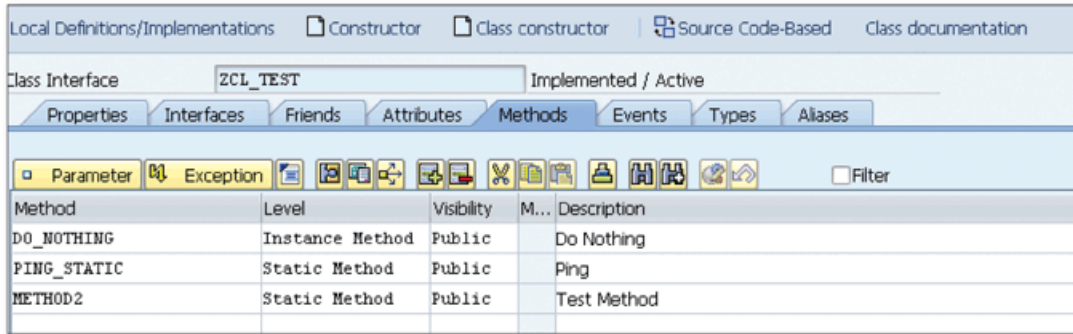 Local Definitions/Implementations Constructor Class constructor Source Code-Based Class documentation
Class Interface ZCL_TEST Implemented / Active
Properties Interfaces Friends Attributes Methods Events Types Aliases
Parameter Exception Filter
Method Level Visibility M... Description
DO_NOTHING Instance Method Public Do Nothing
PING_STATIC Static Method Public Ping
METHOD2 Static Method Public Test Method